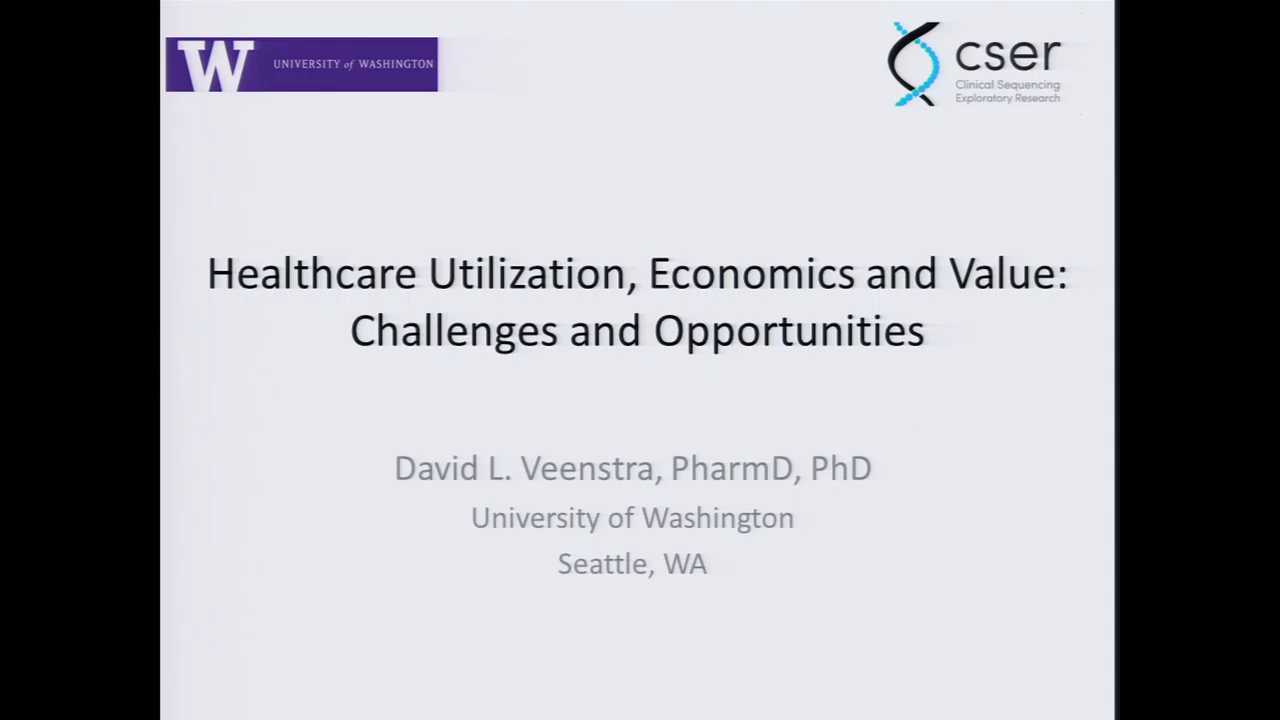 W UNIVERSITY of WASHINGTON
cser
Clinical Sequencing
Exploratory Research
Healthcare Utilization, Economics and Value:
Challenges and Opportunities
David L. Veenstra, PharmD, PhD
University of Washington
Seattle, WA